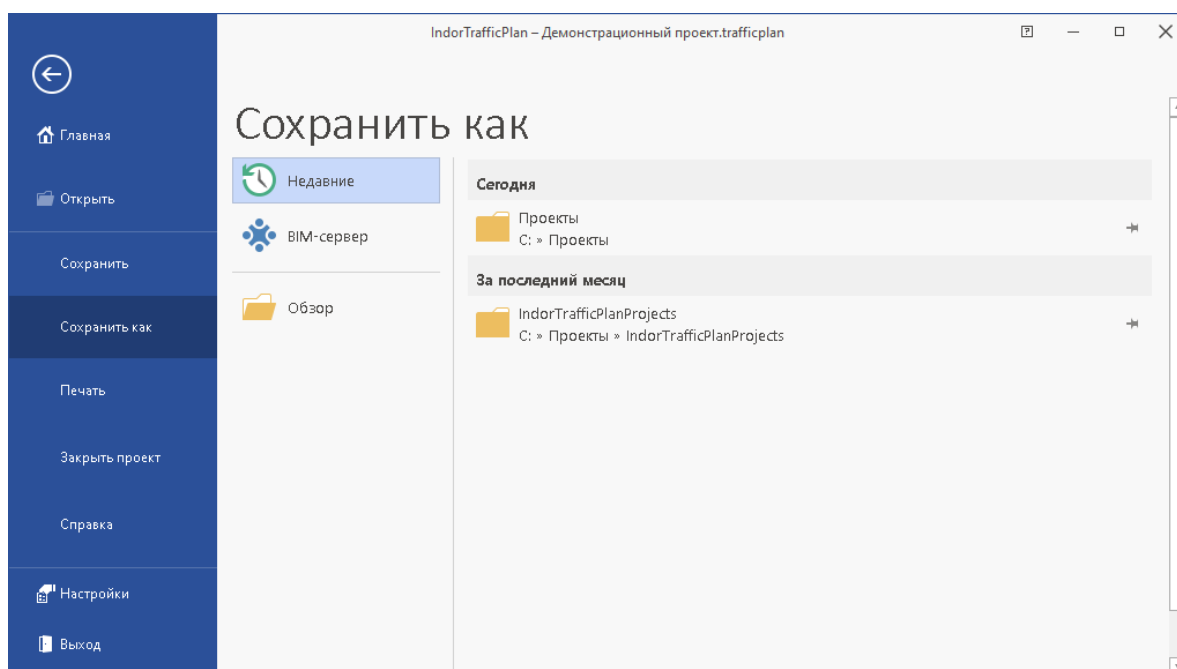 IndorTrafficPlan – Демонстрационный проект.trafficplan
Главная
Открыть
Сохранить
Сохранить как
Печать
Закрыть проект
Справка
Настройки
Выход
Сохранить как
Недавние
BIM-сервер
Обзор
Сегодня
Проекты
C: » Проекты
За последний месяц
IndorTrafficPlanProjects
C: » Проекты » IndorTrafficPlanProjects